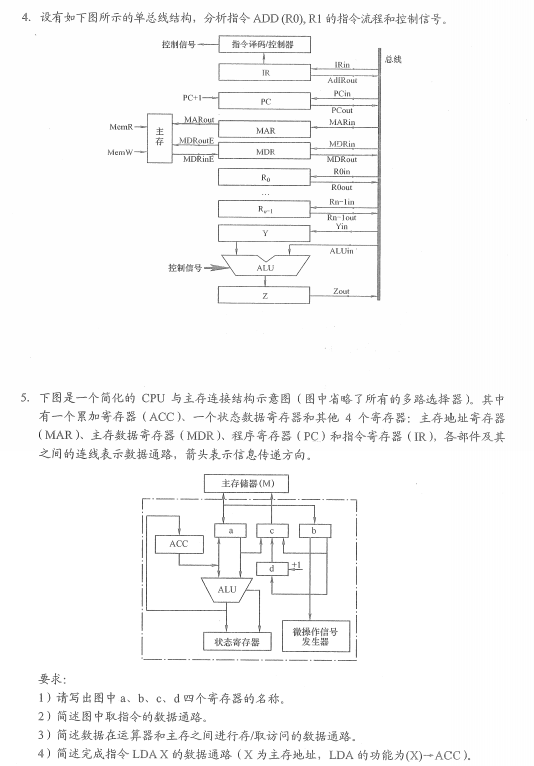 4. 设有如下图所示的单总线结构，分析指令 ADD (R0), R1 的指令流程和控制信号。
控制信号
指令译码/控制器
总线
IRin
IR
AdIRout
PCin
PC+1
PC
PCout
MARout
MARin
MemR
主存
MAR
MDRoutE
MDRin
MemW
MDR
MDRinE
MDRout
R0in
R₀
R0out
...
Rn-1in
Rₙ₋₁
Rn-1out
Yin
Y
ALUin
控制信号
ALU
Z
Zout
5. 下图是一个简化的 CPU 与主存连接结构示意图（图中省略了所有的多路选择器）。其中
有一个累加寄存器（ACC）、一个状态数据寄存器和其他 4 个寄存器：主存地址寄存器
（MAR）、主存数据寄存器（MDR）、程序寄存器（PC）和指令寄存器（IR），各部件及其
之间的连线表示数据通路，箭头表示信息传递方向。
主存储器(M)
a
c
b
ACC
d
+1
ALU
状态寄存器
微操作信号
发生器
要求：
1）请写出图中 a、b、c、d 四个寄存器的名称。
2）简述图中取指令的数据通路。
3）简述数据在运算器和主存之间进行存/取访问的数据通路。
4）简述完成指令 LDA X 的数据通路（X 为主存地址，LDA 的功能为(X)→ACC）。